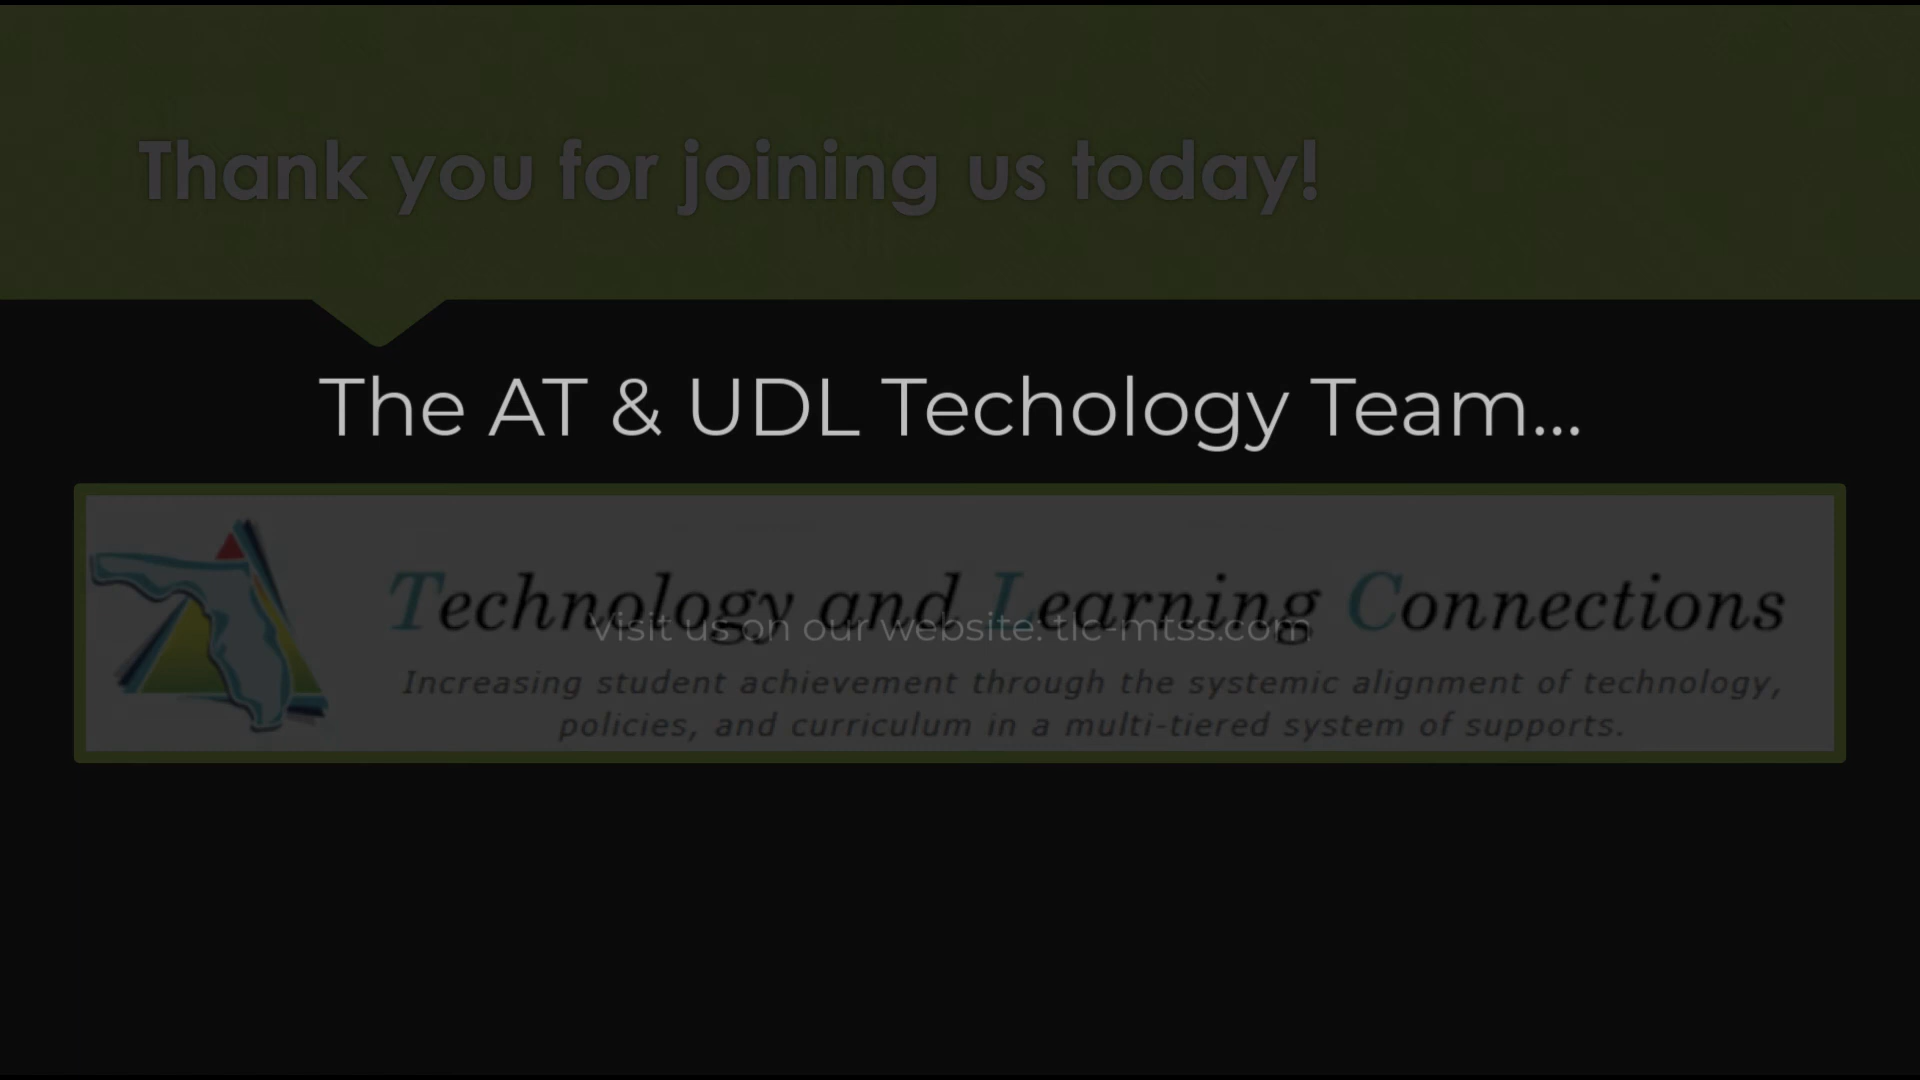 Thank you for joining us today!
The AT & UDL Techology Team...
Technology and Learning Connections
Visit us on our website: tlc-mtss.com
Increasing student achievement through the systemic alignment of technology,
policies, and curriculum in a multi-tiered system of supports.